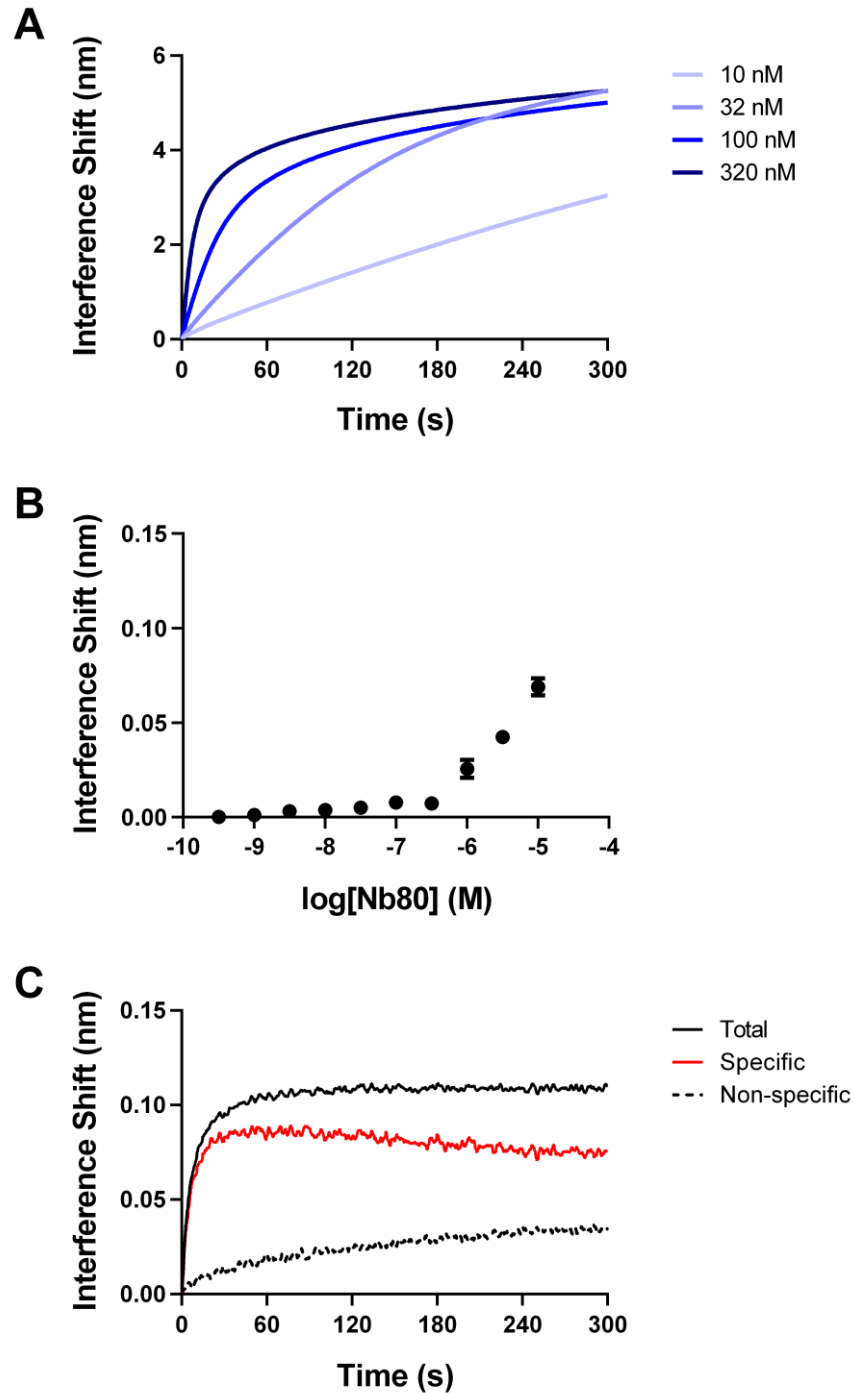 A
Interference Shift (nm)
6
4
2
0
0 60 120 180 240 300
Time (s)
10 nM
32 nM
100 nM
320 nM
B
Interference Shift (nm)
0.15
0.10
0.05
0.00
-10 -9 -8 -7 -6 -5 -4
log[Nb80] (M)
C
Interference Shift (nm)
0.15
0.10
0.05
0.00
0 60 120 180 240 300
Time (s)
Total
Specific
Non-specific